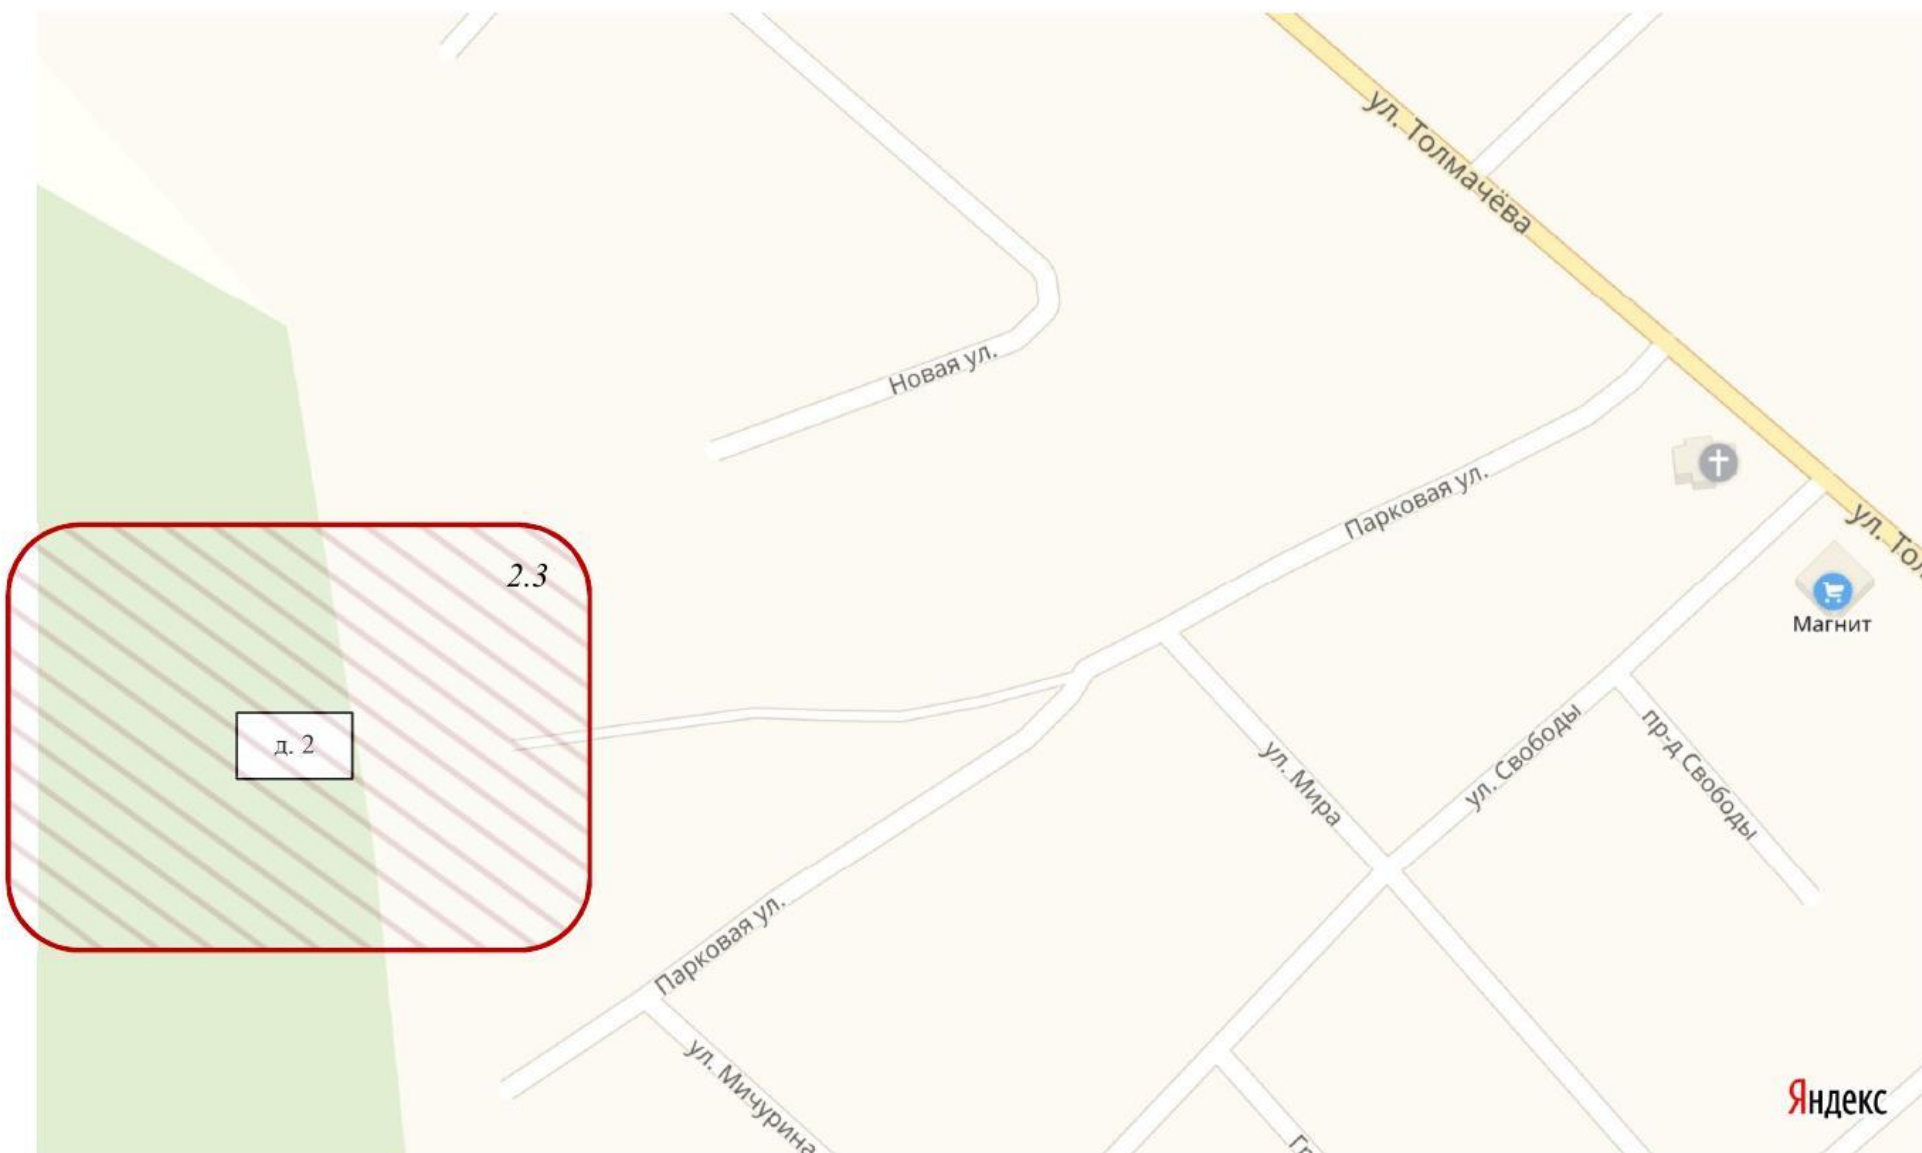 ул. Толмачёва
Новая ул.
Парковая ул.
ул. То
2.3
Магнит
д. 2
ул. Мира
ул. Свободы
пр-д Свободы
Парковая ул.
ул. Мичурина
Яндекс